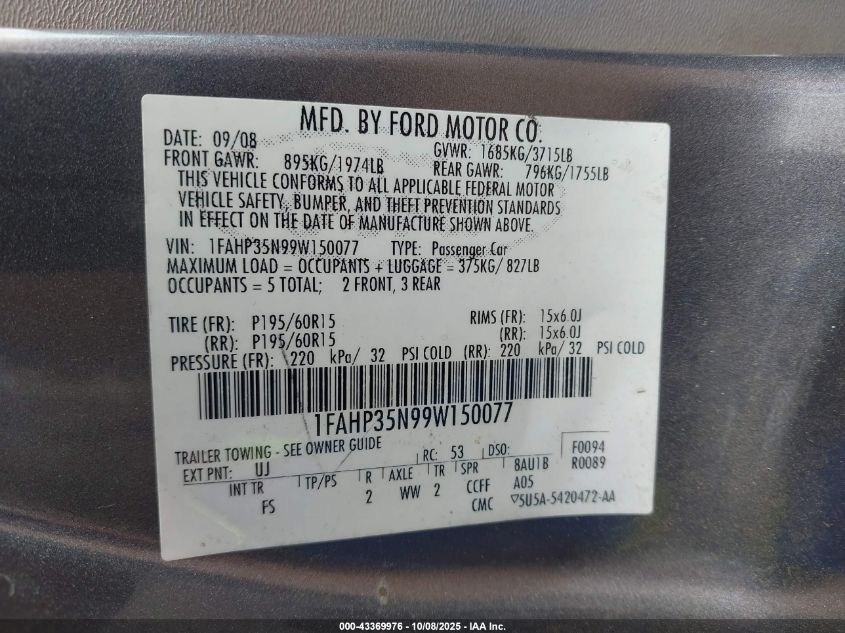 MFD. BY FORD MOTOR CO.
DATE: 09/08 GVWR: 1685KG/3715LB
FRONT GAWR: 895KG/1974LB REAR GAWR: 796KG/1755LB
THIS VEHICLE CONFORMS TO ALL APPLICABLE FEDERAL MOTOR
VEHICLE SAFETY, BUMPER, AND THEFT PREVENTION STANDARDS
IN EFFECT ON THE DATE OF MANUFACTURE SHOWN ABOVE.
VIN: 1FAHP35N99W150077 TYPE: Passenger Car
MAXIMUM LOAD = OCCUPANTS + LUGGAGE = 375KG/ 827LB
OCCUPANTS = 5 TOTAL; 2 FRONT, 3 REAR
TIRE (FR): P195/60R15 RIMS (FR): 15x6.0J
(RR): P195/60R15 (RR): 15x6.0J
PRESSURE (FR): 220 kPa/ 32 PSI COLD (RR): 220 kPa/ 32 PSI COLD
1FAHP35N99W150077
TRAILER TOWING - SEE OWNER GUIDE RC: 53 DSO: F0094
EXT PNT: UJ R0089
INT TR TP/PS R AXLE TR SPR 8AU1B
FS 2 WW 2 CCFF A05
CMC 5U5A-5420472-AA
000-43369976 - 10/08/2025 - IAA Inc.